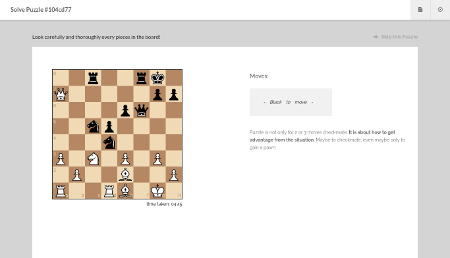 Solve Puzzle #104cd77
Look carefully and thoroughly every pieces in the board!
Skip this Puzzle
Moves:
- Black to move -
Puzzle is not only for 2 or 3 moves checkmate. It is about how to get
advantage from the situation. Maybe to checkmate, even maybe only to
gain a pawn.
Time taken: 04:49